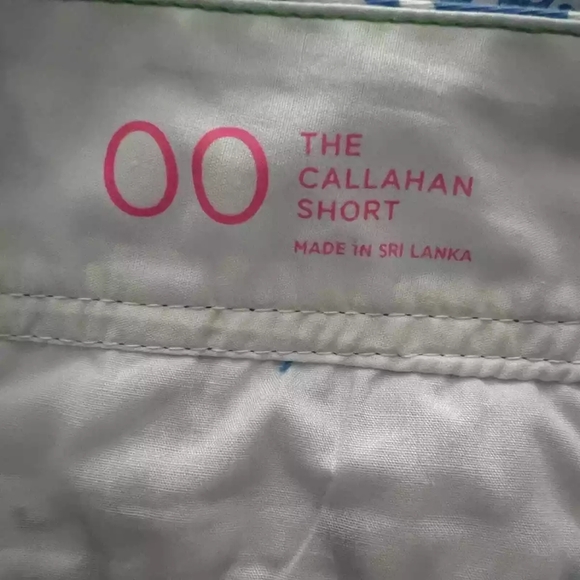 00
THE
CALLAHAN
SHORT
MADE IN SRI LANKA